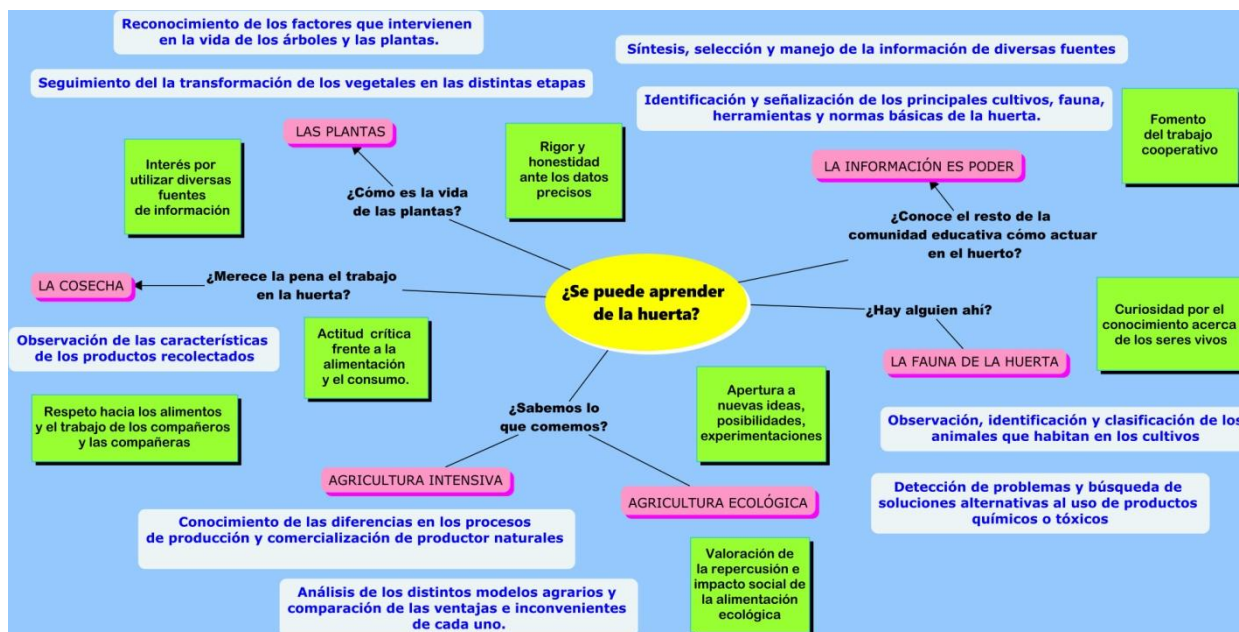 Reconocimiento de los factores que intervienen
en la vida de los árboles y las plantas.
Síntesis, selección y manejo de la información de diversas fuentes
Seguimiento del la transformación de los vegetales en las distintas etapas
Identificación y señalización de los principales cultivos, fauna,
herramientas y normas básicas de la huerta.
Fomento
del trabajo
cooperativo
LAS PLANTAS
Interés por
utilizar diversas
fuentes
de información
Rigor y
honestidad
ante los datos
precisos
LA INFORMACIÓN ES PODER
¿Cómo es la vida
de las plantas?
¿Conoce el resto de la
comunidad educativa cómo actuar
en el huerto?
LA COSECHA
¿Merece la pena el trabajo
en la huerta?
¿Se puede aprender
de la huerta?
¿Hay alguien ahí?
Curiosidad por el
conocimiento acerca
de los seres vivos
Observación de las características
de los productos recolectados
Actitud crítica
frente a la
alimentación
y el consumo.
LA FAUNA DE LA HUERTA
Respeto hacia los alimentos
y el trabajo de los compañeros
y las compañeras
¿Sabemos lo
que comemos?
Apertura a
nuevas ideas,
posibilidades,
experimentaciones
Observación, identificación y clasificación de los
animales que habitan en los cultivos
AGRICULTURA INTENSIVA
AGRICULTURA ECOLÓGICA
Detección de problemas y búsqueda de
soluciones alternativas al uso de productos
químicos o tóxicos
Conocimiento de las diferencias en los procesos
de producción y comercialización de productor naturales
Valoración de
la repercusión e
impacto social de
la alimentación
ecológica
Análisis de los distintos modelos agrarios y
comparación de las ventajas e inconvenientes
de cada uno.